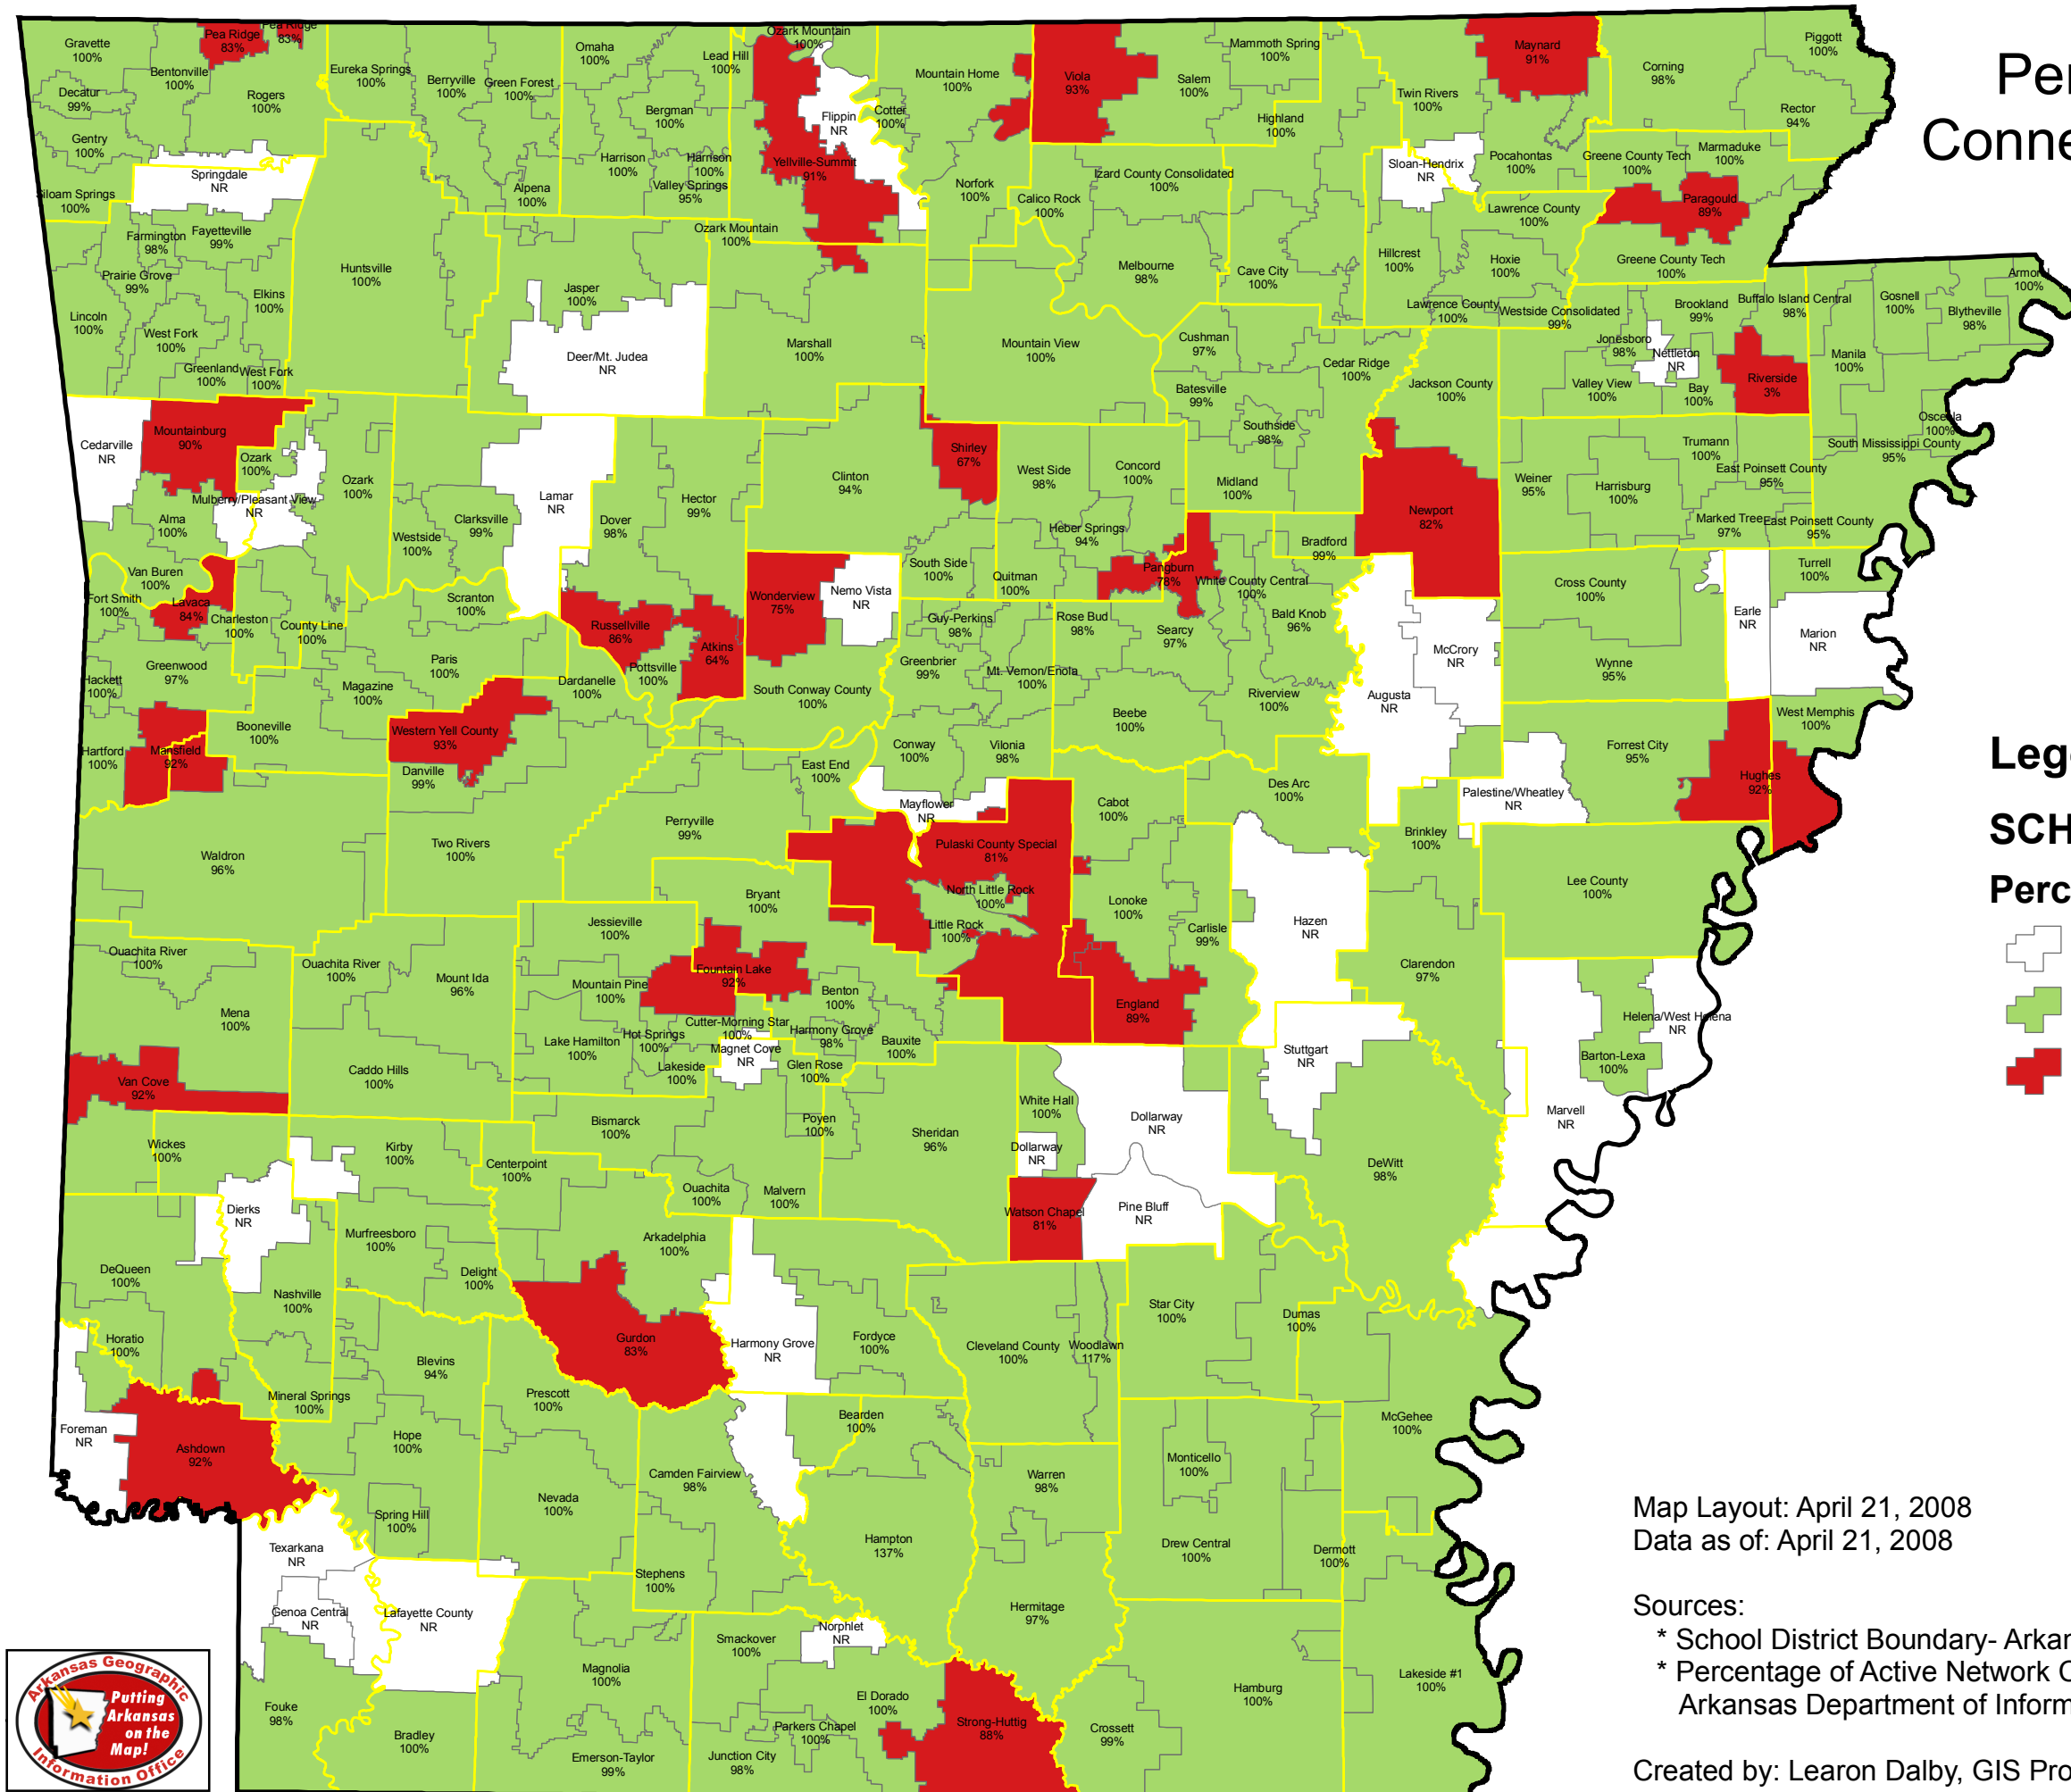 Per
Conne
Pea Ridge
83%
Pea Ridge
83%
Gravette
100%
Bentonville
100%
Decatur
99%
Rogers
100%
Gentry
100%
Springdale
NR
Siloam Springs
100%
Eureka Springs
100%
Berryville
100%
Green Forest
100%
Omaha
100%
Lead Hill
100%
Ozark Mountain
100%
Bergman
100%
Harrison
100%
Harrison
100%
Valley Springs
95%
Alpena
100%
Flippin
NR
Cotter
100%
Yellville-Summit
91%
Mountain Home
100%
Viola
93%
Salem
100%
Mammoth Spring
100%
Highland
100%
Twin Rivers
100%
Maynard
91%
Corning
98%
Piggott
100%
Rector
94%
Sloan-Hendrix
NR
Pocahontas
100%
Greene County Tech
100%
Marmaduke
100%
Paragould
89%
Norfork
100%
Calico Rock
100%
Izard County Consolidated
100%
Lawrence County
100%
Farmington
98%
Fayetteville
99%
Prairie Grove
99%
Elkins
100%
Lincoln
100%
West Fork
100%
Greenland
100%
West Fork
100%
Huntsville
100%
Ozark Mountain
100%
Jasper
100%
Deer/Mt. Judea
NR
Marshall
100%
Mountain View
100%
Melbourne
98%
Cave City
100%
Hillcrest
100%
Hoxie
100%
Greene County Tech
100%
Lawrence County
100%
Westside Consolidated
99%
Brookland
99%
Buffalo Island Central
98%
Gosnell
100%
Armorel
100%
Blytheville
98%
Cushman
97%
Batesville
99%
Cedar Ridge
100%
Jackson County
100%
Jonesboro
98%
Nettleton
NR
Valley View
100%
Bay
100%
Riverside
3%
Manila
100%
Osceola
100%
South Mississippi County
95%
Cedarville
NR
Mountainburg
90%
Ozark
100%
Mulberry/Pleasant View
NR
Alma
100%
Ozark
100%
Westside
100%
Clarksville
99%
Lamar
NR
Dover
98%
Hector
99%
Clinton
94%
Shirley
67%
West Side
98%
Concord
100%
Southside
98%
Midland
100%
Newport
82%
Weiner
95%
Harrisburg
100%
Trumann
100%
East Poinsett County
95%
Marked Tree
97%
East Poinsett County
95%
Van Buren
100%
Fort Smith
100%
Lavaca
84%
Charleston
100%
County Line
100%
Scranton
100%
Russellville
86%
Atkins
64%
Wonderview
75%
Nemo Vista
NR
South Side
100%
Quitman
100%
Heber Springs
94%
Pangburn
78%
White County Central
100%
Bradford
99%
Bald Knob
96%
Cross County
100%
Turrell
100%
Earle
NR
Marion
NR
McCrory
NR
Augusta
NR
Wynne
95%
Greenwood
97%
Hackett
100%
Paris
100%
Magazine
100%
Booneville
100%
Dardanelle
100%
Pottsville
100%
South Conway County
100%
Guy-Perkins
98%
Greenbrier
99%
Mt. Vernon/Enola
100%
Rose Bud
98%
Searcy
97%
Riverview
100%
Beebe
100%
Hartford
100%
Mansfield
92%
Western Yell County
93%
Danville
99%
East End
100%
Conway
100%
Vilonia
98%
Des Arc
100%
Palestine/Wheatley
NR
Forrest City
95%
Hughes
92%
West Memphis
100%
Waldron
96%
Two Rivers
100%
Perryville
99%
Mayflower
NR
Pulaski County Special
81%
Cabot
100%
Brinkley
100%
Lee County
100%
Legen
SCH
Perc
Bryant
100%
North Little Rock
100%
Little Rock
100%
Lonoke
100%
Carlisle
99%
Hazen
NR
Clarendon
97%
Ouachita River
100%
Ouachita River
100%
Mount Ida
96%
Mena
100%
Jessieville
100%
Mountain Pine
100%
Fountain Lake
92%
Benton
100%
England
89%
Helena/West Helena
NR
Barton-Lexa
100%
Marvell
NR
Cutter-Morning Star
100%
Hot Springs
100%
Lake Hamilton
100%
Lakeside
100%
Magnet Cove
NR
Harmony Grove
98%
Glen Rose
100%
Bauxite
100%
Stuttgart
NR
Van Cove
92%
Caddo Hills
100%
Bismarck
100%
Poyen
100%
Sheridan
96%
White Hall
100%
Dollarway
NR
Dollarway
NR
DeWitt
98%
Wickes
100%
Kirby
100%
Centerpoint
100%
Ouachita
100%
Malvern
100%
Watson Chapel
81%
Pine Bluff
NR
Dierks
NR
Murfreesboro
100%
Delight
100%
Arkadelphia
100%
DeQueen
100%
Nashville
100%
Gurdon
83%
Harmony Grove
NR
Fordyce
100%
Cleveland County
100%
Woodlawn
117%
Star City
100%
Dumas
100%
Horatio
100%
Blevins
94%
Mineral Springs
100%
Prescott
100%
Bearden
100%
McGehee
100%
Foreman
NR
Ashdown
92%
Hope
100%
Camden Fairview
98%
Warren
98%
Monticello
100%
Spring Hill
100%
Nevada
100%
Hampton
137%
Drew Central
100%
Dermott
100%
Texarkana
NR
Genoa Central
NR
Lafayette County
NR
Stephens
100%
Hermitage
97%
Smackover
100%
Norphlet
NR
Magnolia
100%
Hamburg
100%
Lakeside #1
100%
Fouke
98%
Bradley
100%
El Dorado
100%
Parkers Chapel
100%
Strong-Huttig
88%
Crossett
99%
Emerson-Taylor
99%
Junction City
98%
Map Layout: April 21, 2008
Data as of: April 21, 2008
Sources:
* School District Boundary- Arkan
* Percentage of Active Network C
Arkansas Department of Inform
Created by: Learon Dalby, GIS Pro
Arkansas Geographic
Putting
Arkansas
on the
Map!
Information Office